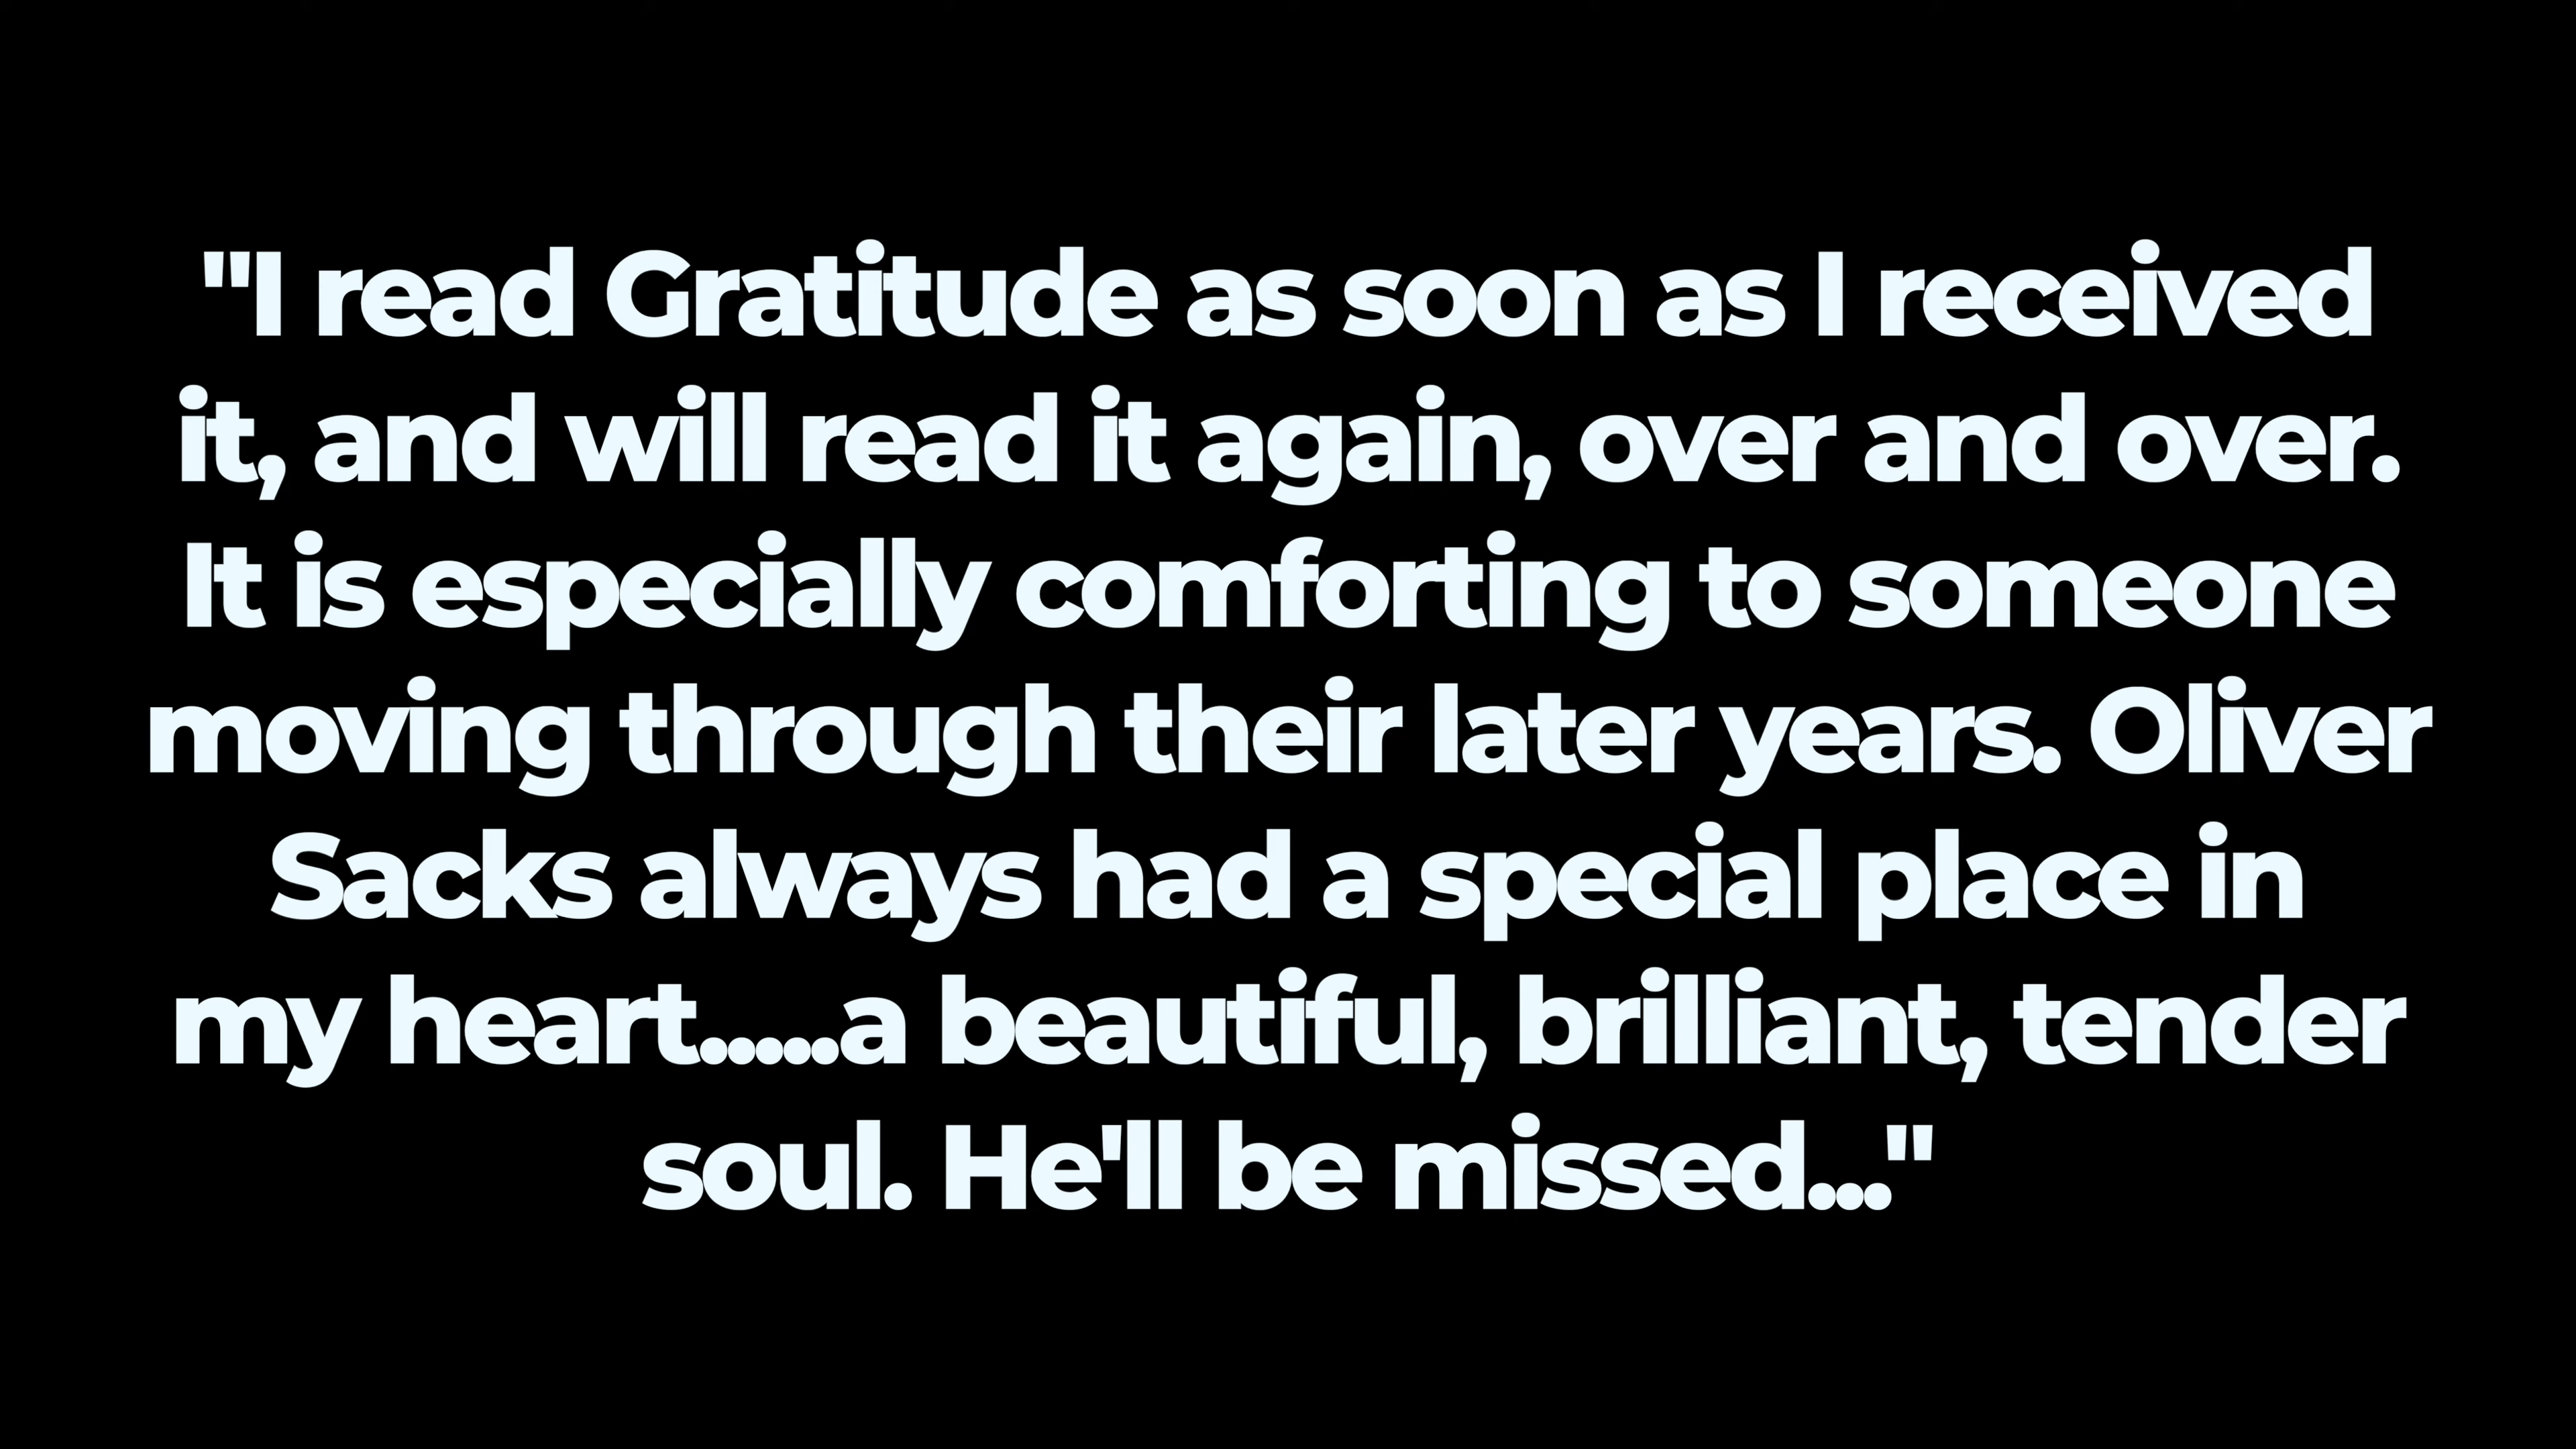 "I read Gratitude as soon as I received
it, and will read it again, over and over.
It is especially comforting to someone
moving through their later years. Oliver
Sacks always had a special place in
my heart.....a beautiful, brilliant, tender
soul. He'll be missed..."